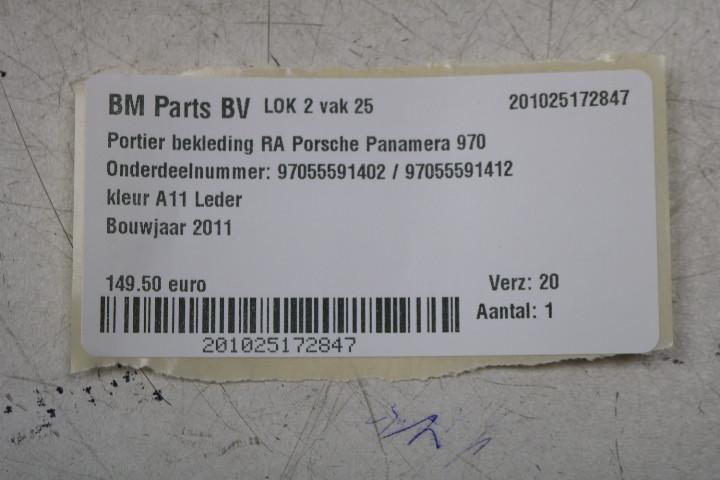 BM Parts BV LOK 2 vak 25 201025172847
Portier bekleding RA Porsche Panamera 970
Onderdeelnummer: 97055591402 / 97055591412
kleur A11 Leder
Bouwjaar 2011
149.50 euro Verz: 20
Aantal: 1
201025172847